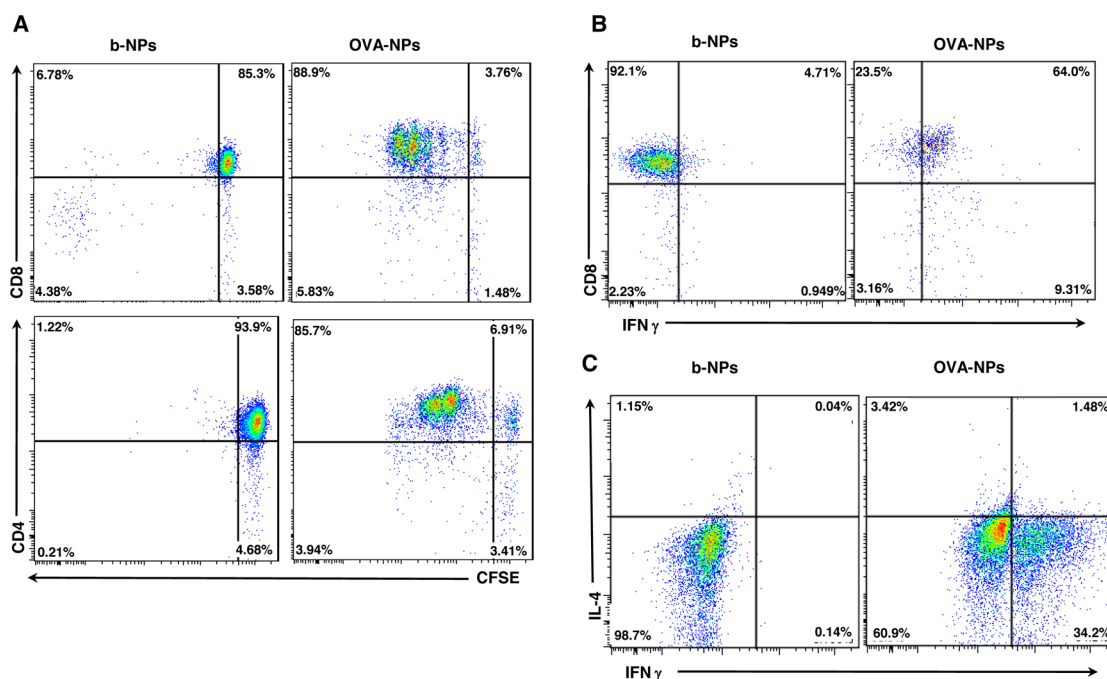 A
b-NPs
OVA-NPs
6.78%
85.3%
88.9%
3.76%
CD8
4.38%
3.58%
5.83%
1.48%
1.22%
93.9%
85.7%
6.91%
CD4
0.21%
4.68%
3.94%
3.41%
CFSE
B
b-NPs
OVA-NPs
92.1%
4.71%
23.5%
64.0%
CD8
2.23%
0.949%
3.16%
9.31%
IFN γ
C
b-NPs
OVA-NPs
1.15%
0.04%
3.42%
1.48%
IL-4
98.7%
0.14%
60.9%
34.2%
IFN γ